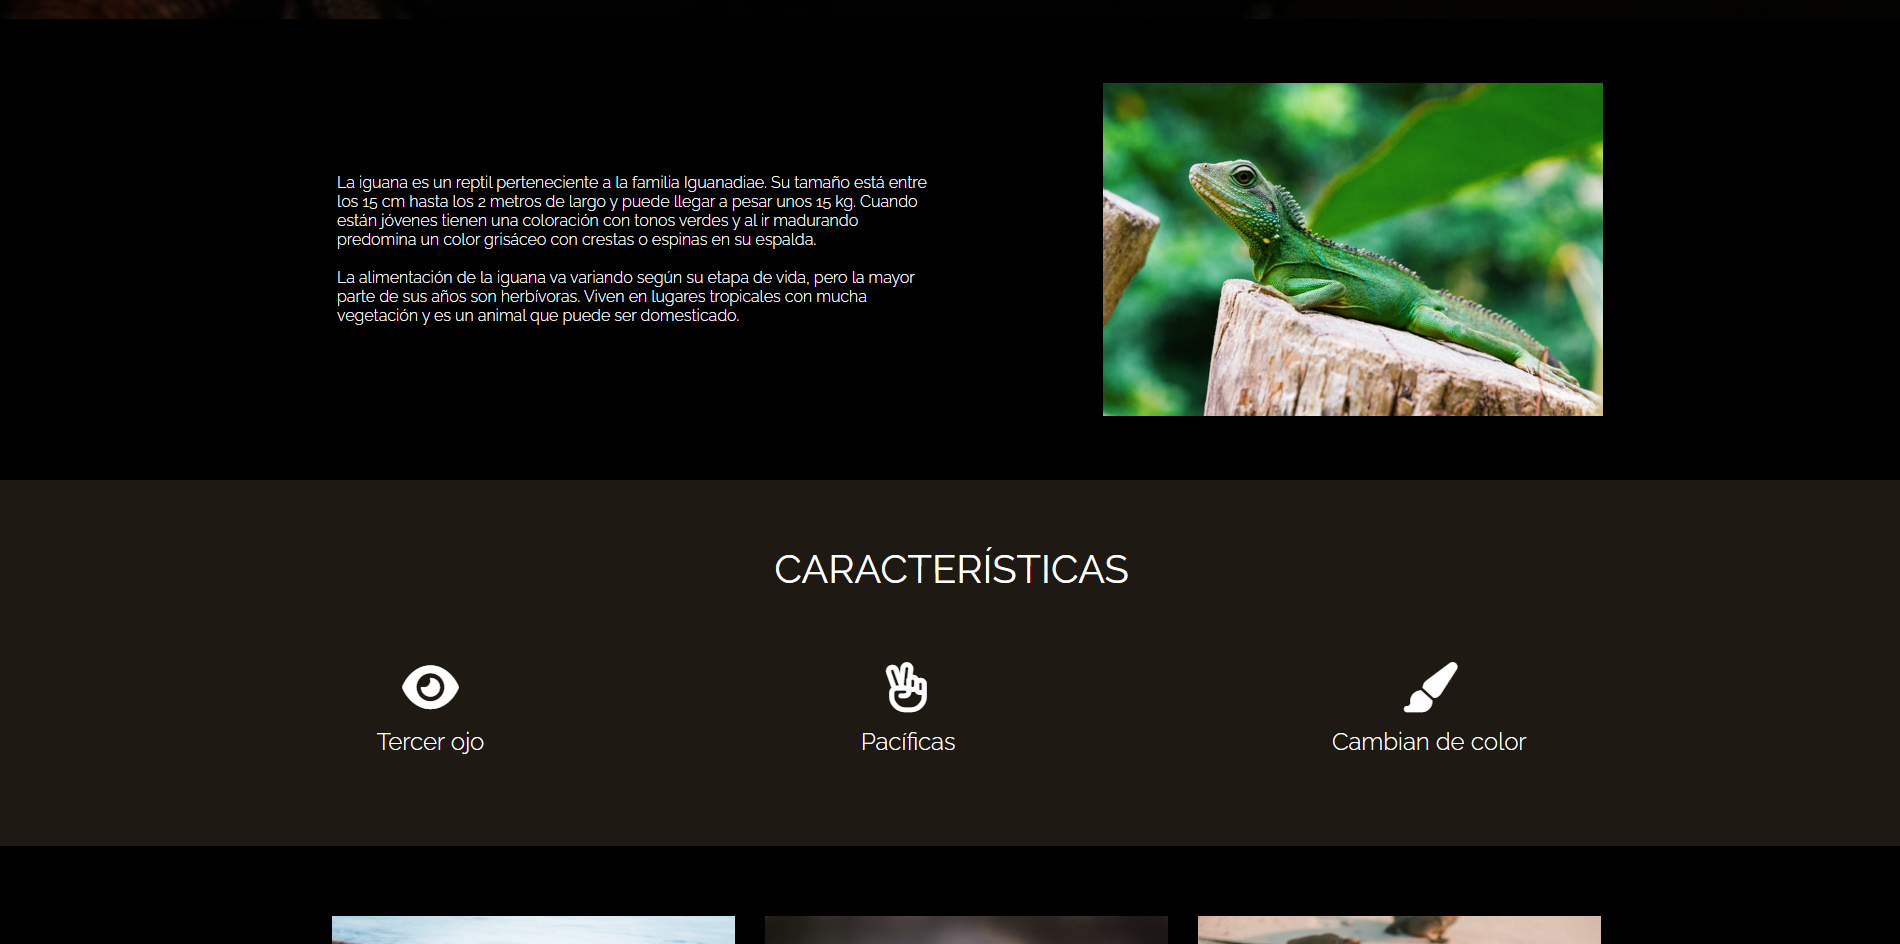 La iguana es un reptil perteneciente a la familia Iguanadiae. Su tamaño está entre
los 15 cm hasta los 2 metros de largo y puede llegar a pesar unos 15 kg. Cuando
están jóvenes tienen una coloración con tonos verdes y al ir madurando
predomina un color grisáceo con crestas o espinas en su espalda.
La alimentación de la iguana va variando según su etapa de vida, pero la mayor
parte de sus años son herbívoras. Viven en lugares tropicales con mucha
vegetación y es un animal que puede ser domesticado.
CARACTERÍSTICAS
Tercer ojo
Pacíficas
Cambian de color